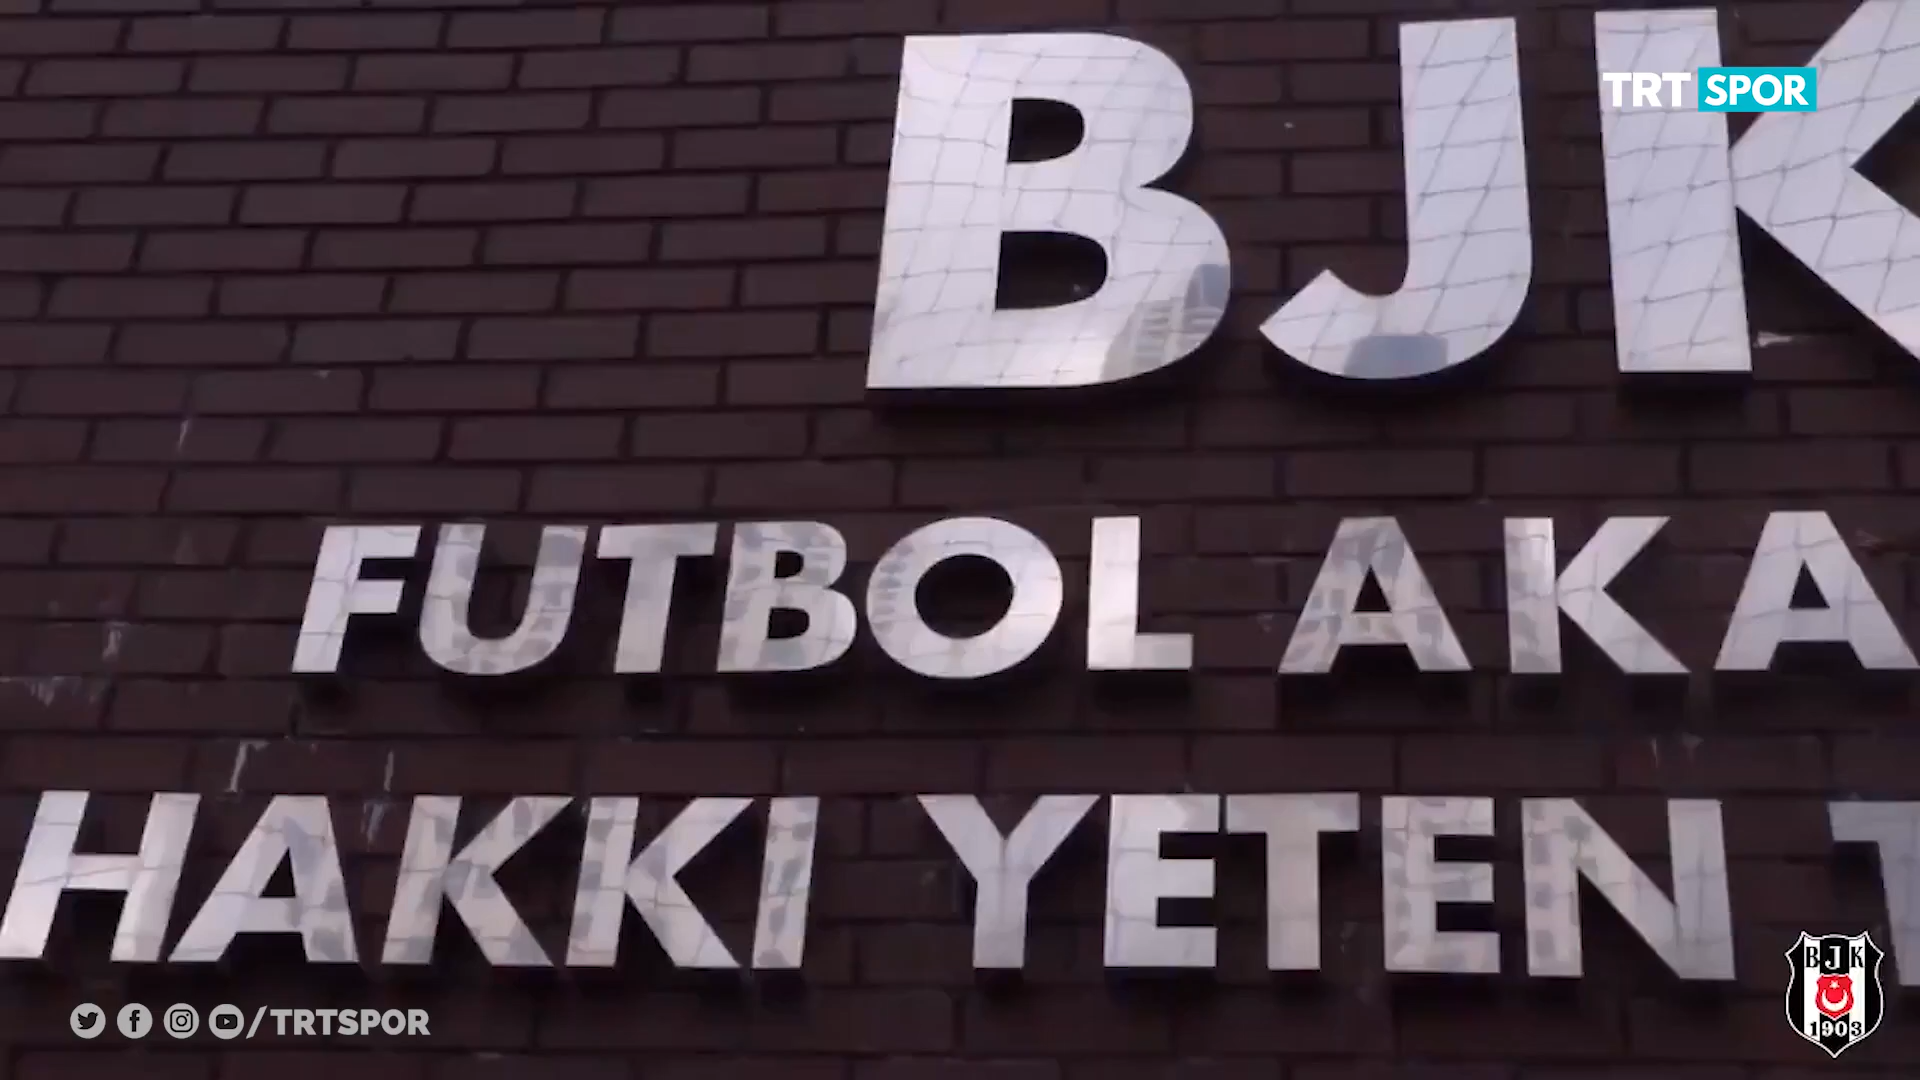 BJK
TRT SPOR
FUTBOL AKA
HAKKI YETEN T
/TRTSPOR
BJK
1903